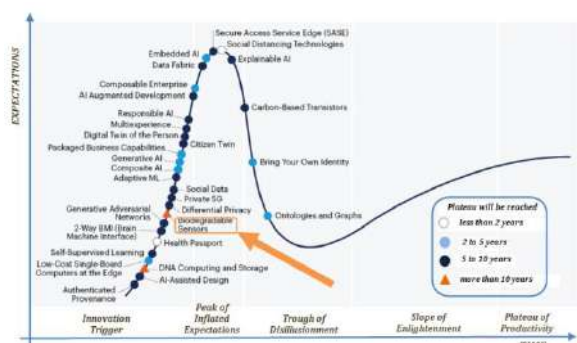 EXPECTATIONS
Secure Access Service Edge (SASE)
Social Distancing Technologies
Embedded AI
Data Fabric
Explainable AI
Composable Enterprise
AI Augmented Development
Carbon-Based Transistors
Responsible AI
Multiexperience
Digital Twin of the Person
Citizen Twin
Packaged Business Capabilities
Generative AI
Composite AI
Adaptive ML
Bring Your Own Identity
Social Data
Private 5G
Differential Privacy
Generative Adversarial
Networks
Biodegradable
Sensors
Ontologies and Graphs
2-Way BMI (Brain
Machine Interface)
Health Passport
Self-Supervised Learning
Low-Cost Single-Board
Computers at the Edge
DNA Computing and Storage
AI-Assisted Design
Authenticated
Provenance
Plateau will be reached
less than 2 years
2 to 5 years
5 to 10 years
more than 10 years
Innovation
Trigger
Peak of
Inflated
Expectations
Trough of
Disillusionment
Slope of
Enlightenment
Plateau of
Productivity